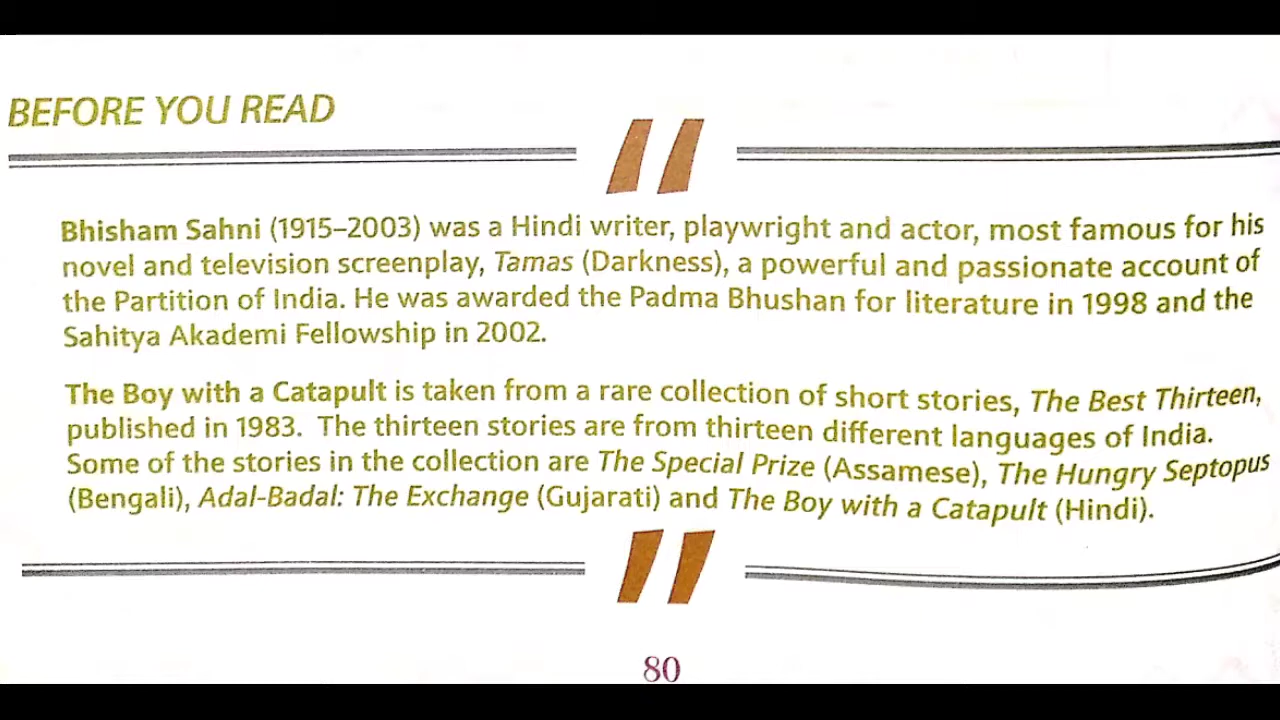 BEFORE YOU READ
Bhisham Sahni (1915–2003) was a Hindi writer, playwright and actor, most famous for his
novel and television screenplay, Tamas (Darkness), a powerful and passionate account of
the Partition of India. He was awarded the Padma Bhushan for literature in 1998 and the
Sahitya Akademi Fellowship in 2002.
The Boy with a Catapult is taken from a rare collection of short stories, The Best Thirteen,
published in 1983. The thirteen stories are from thirteen different languages of India.
Some of the stories in the collection are The Special Prize (Assamese), The Hungry Septopus
(Bengali), Adal-Badal: The Exchange (Gujarati) and The Boy with a Catapult (Hindi).
80